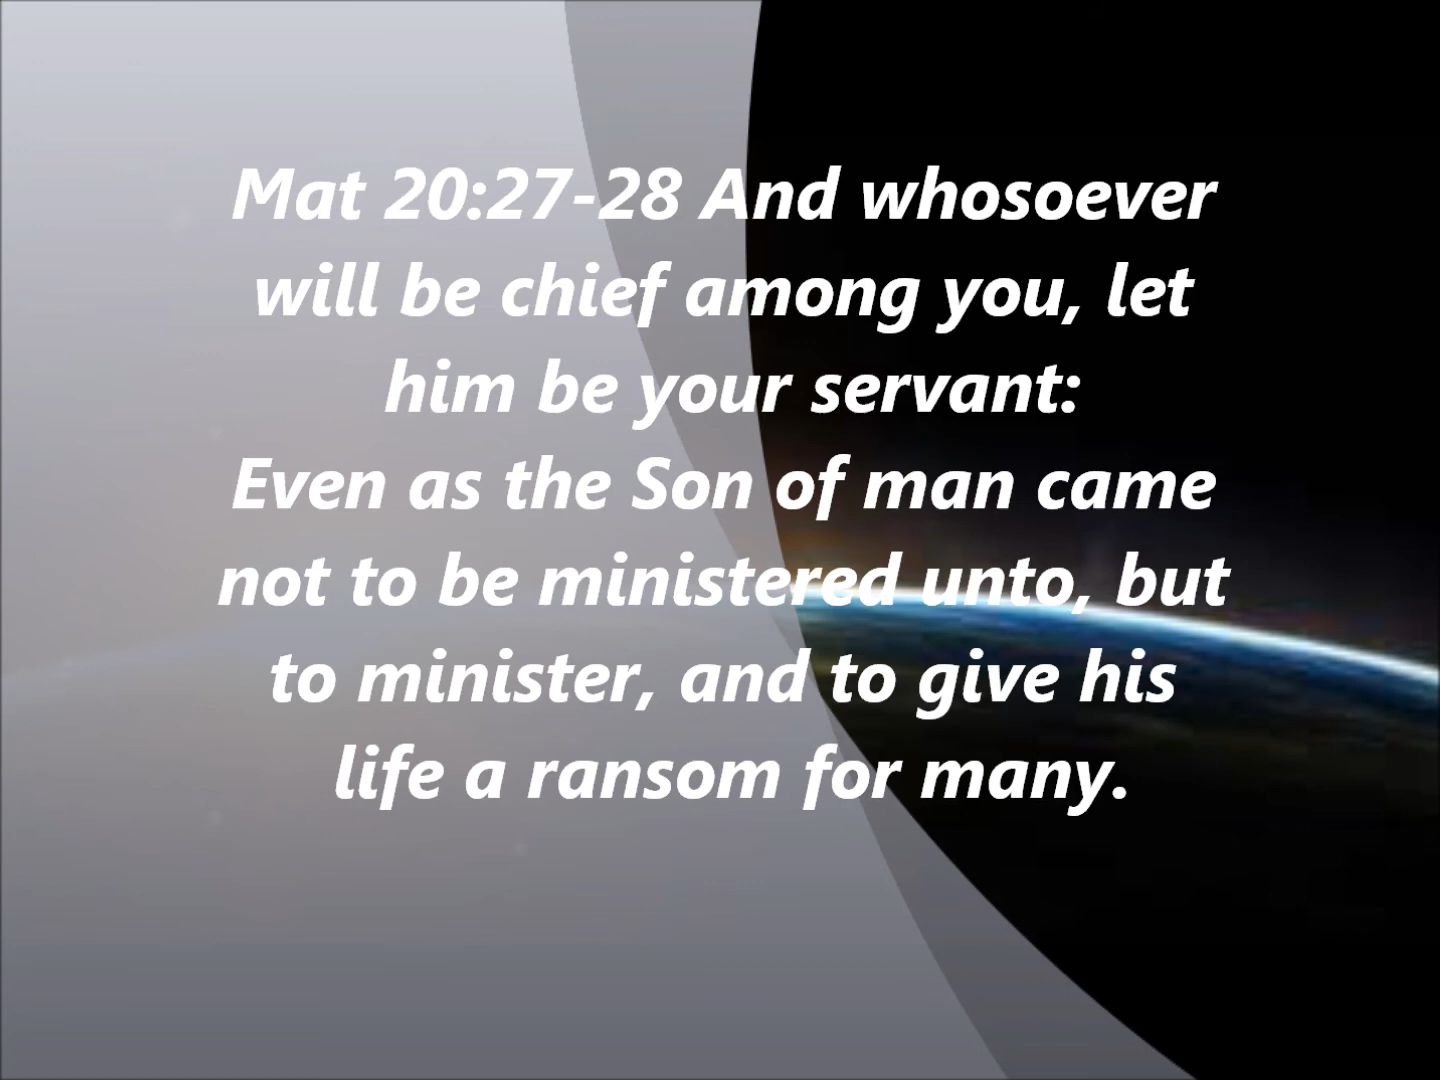 Mat 20:27-28 And whosoever
will be chief among you, let
him be your servant:
Even as the Son of man came
not to be ministered unto, but
to minister, and to give his
life a ransom for many.